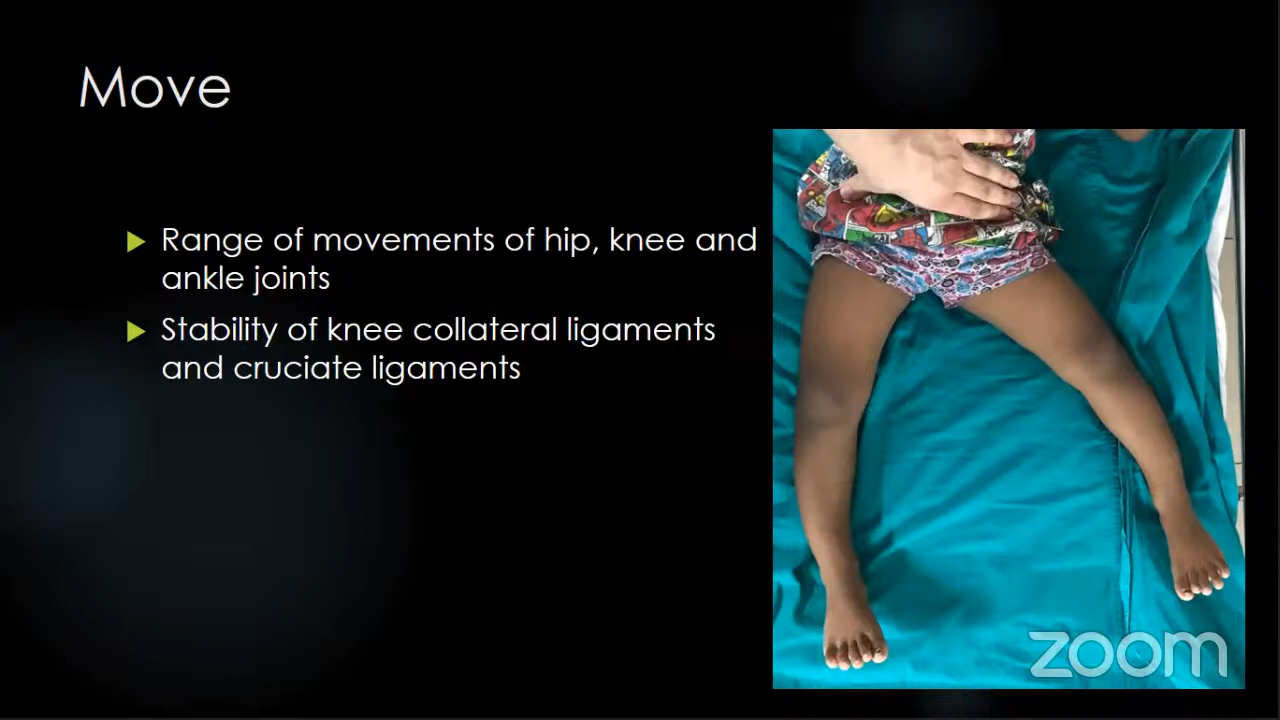 Move
Range of movements of hip, knee and
ankle joints
Stability of knee collateral ligaments
and cruciate ligaments
zoom